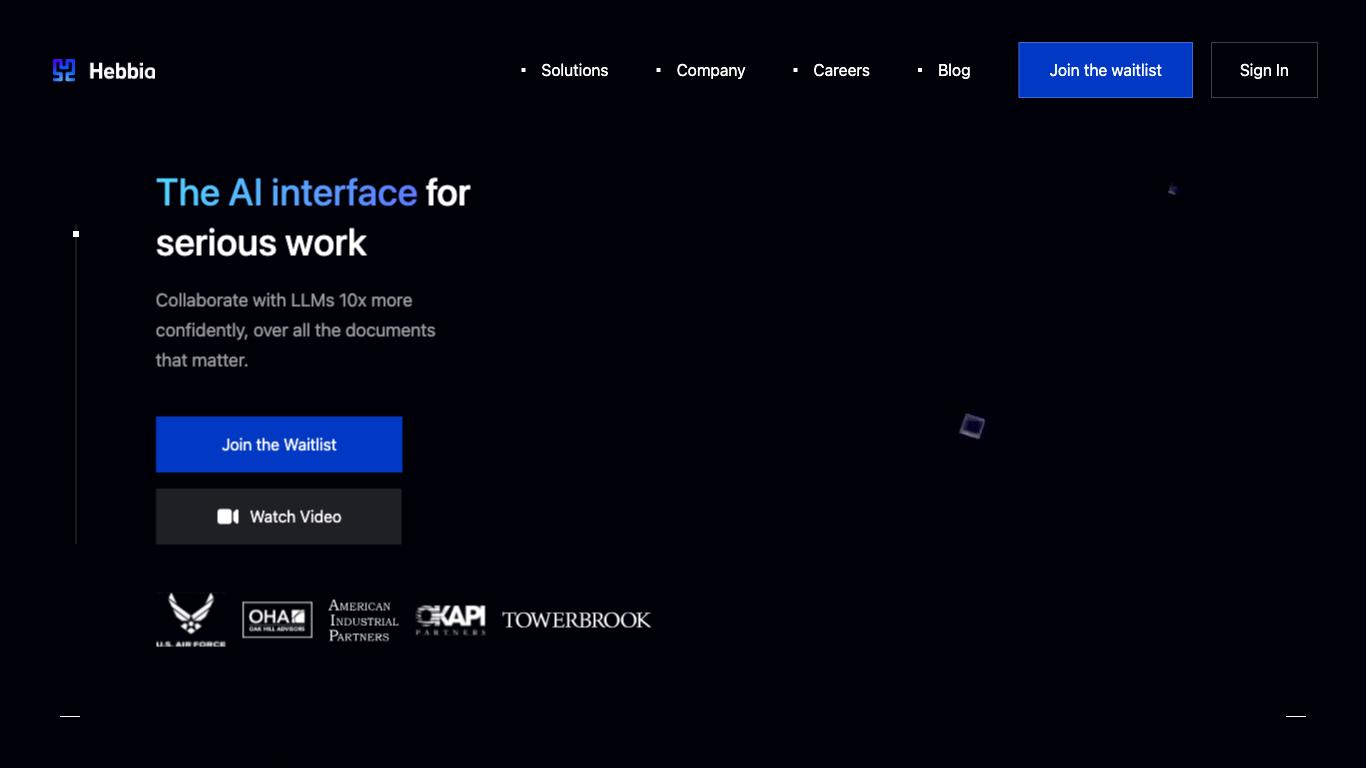 Hebbia
Solutions
Company
Careers
Blog
Join the waitlist
Sign In
The AI interface for
serious work
Collaborate with LLMs 10x more
confidently, over all the documents
that matter.
Join the Waitlist
Watch Video
U.S. AIR FORCE
OHA
OAK HILL ADVISORS
AMERICAN
INDUSTRIAL
PARTNERS
OKAPI
PARTNERS
TOWERBROOK